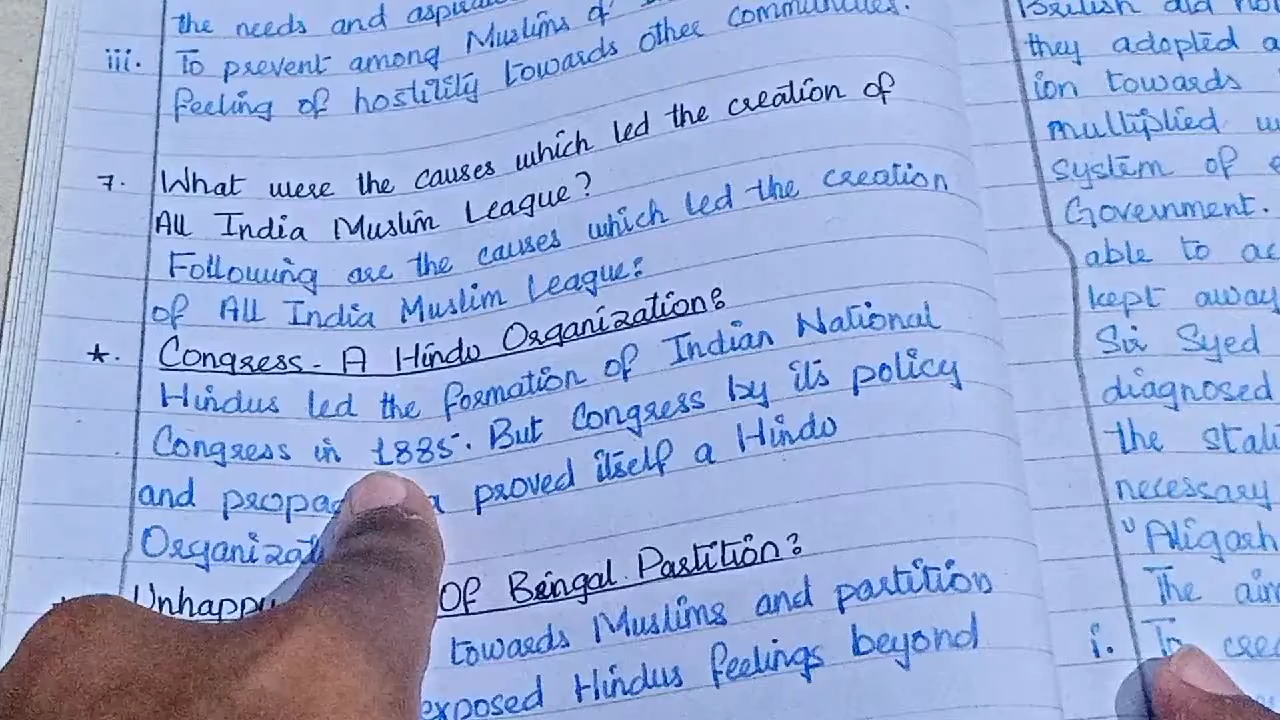 the needs and
iii. To prevent among Muslims of
feeling of hostility towards other communities.
7. What were the causes which led the creation of
All India Muslim League?
Following are the causes which led the creation
of All India Muslim League:
*. Congress - A Hindu Organization:
Hindus led the formation of Indian National
Congress in 1885. But Congress by its policy
and proved itself a Hindu
Of Bengal Partition:
towards Muslims and partition
exposed Hindus feelings beyond
they adopted
ion towards
multiplied
system of
Government.
able to
kept away
Sir Syed
diagnosed
the
necessary
"Aligarh
The
i. To